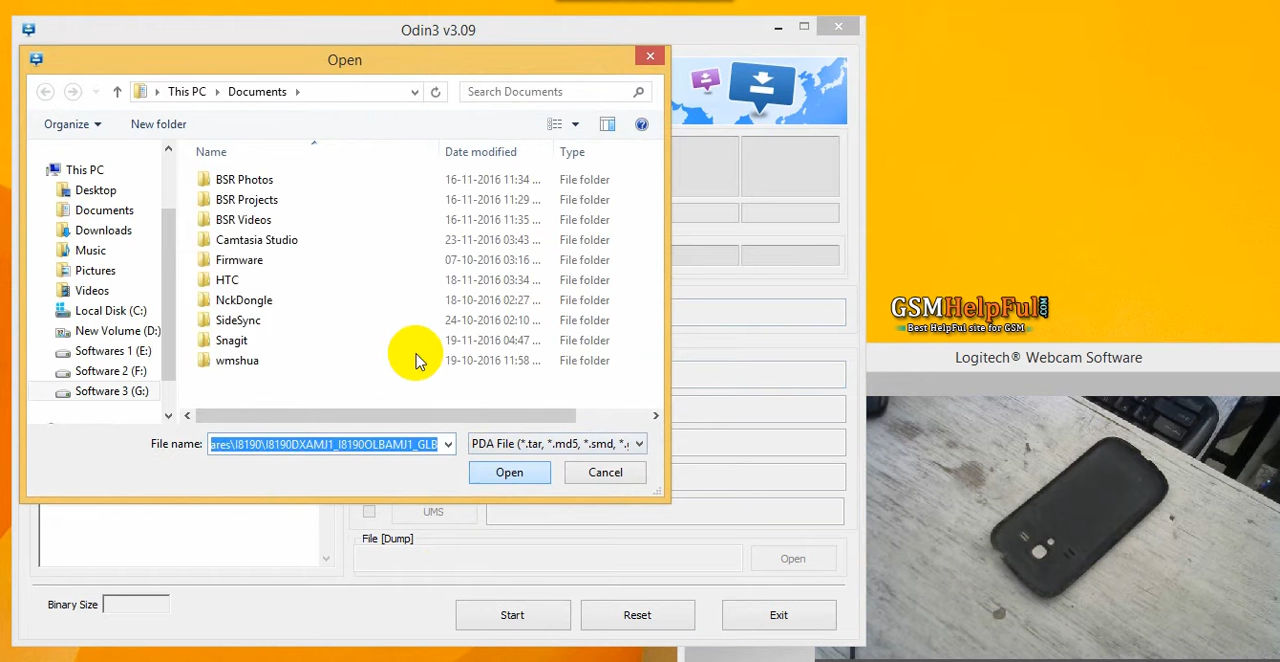 Odin3 v3.09
Open
This PC
Documents
Search Documents
Organize
New folder
Name
Date modified
Type
This PC
Desktop
Documents
Downloads
Music
Pictures
Videos
Local Disk (C:)
New Volume (D:)
Softwares 1 (E:)
Software 2 (F:)
Software 3 (G:)
BSR Photos 16-11-2016 11:34 ... File folder
BSR Projects 16-11-2016 11:29 ... File folder
BSR Videos 16-11-2016 11:35 ... File folder
Camtasia Studio 23-11-2016 03:43 ... File folder
Firmware 07-10-2016 03:16 ... File folder
HTC 18-11-2016 03:34 ... File folder
NckDongle 18-10-2016 02:27 ... File folder
SideSync 24-10-2016 02:10 ... File folder
Snagit 19-11-2016 04:47 ... File folder
wmshua 19-10-2016 11:58 ... File folder
File name:
ares\I8190\I8190DXAMJ1_I8190OLBAMJ1_GLB
PDA File (*.tar, *.md5, *.smd, *.
Open
Cancel
UMS
File [Dump]
Open
Binary Size
Start
Reset
Exit
GSMHelpFul.COM
Best HelpFul site for GSM
Logitech® Webcam Software